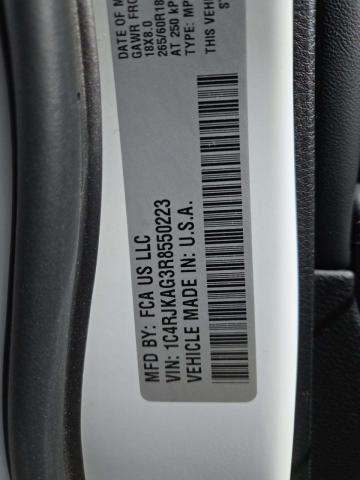 DATE OF M
GAWR FRO
18X8.0
265/60R18
AT 250 kP
TYPE: MP
THIS VEHI
ST
MFD BY: FCA US LLC
VIN: 1C4RJKAG3R8550223
VEHICLE MADE IN: U.S.A.